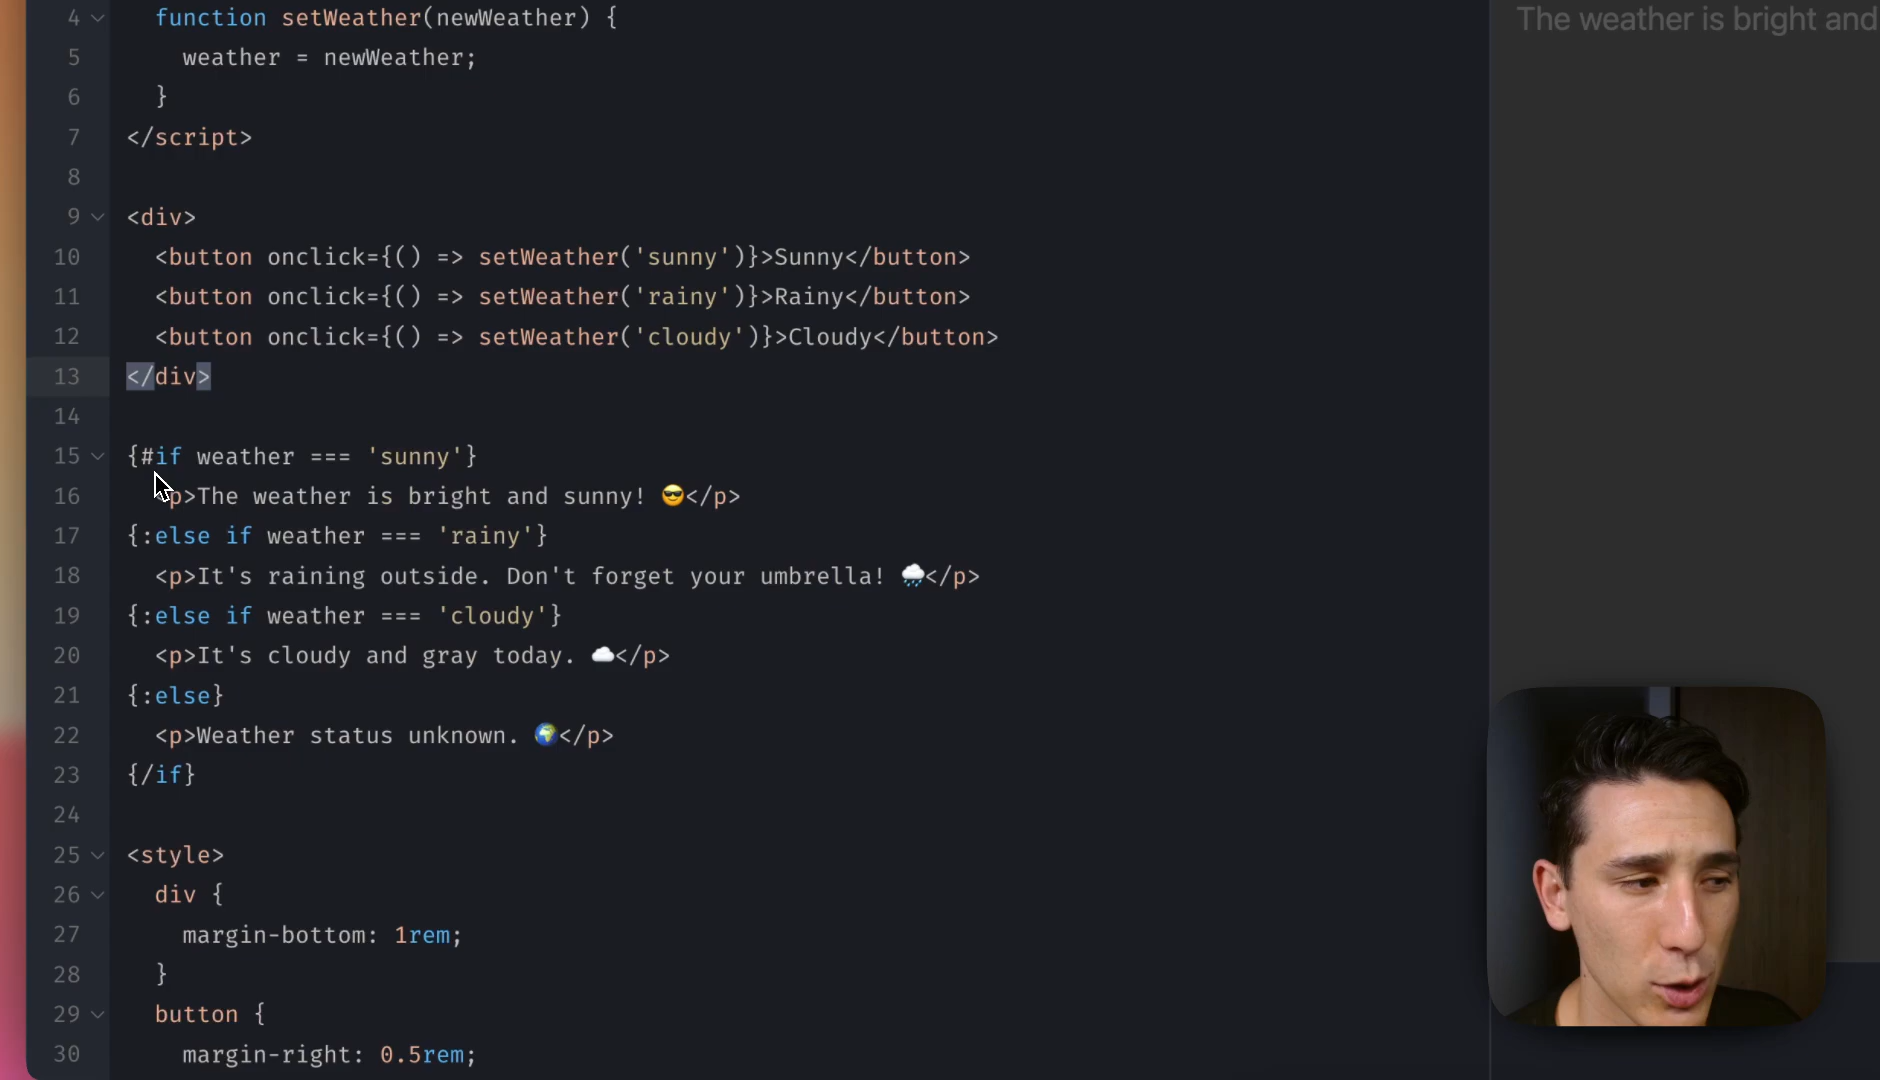 4 function setWeather(newWeather) {
5 weather = newWeather;
6 }
7 </script>
8
9 <div>
10 <button onclick={() => setWeather('sunny')}>Sunny</button>
11 <button onclick={() => setWeather('rainy')}>Rainy</button>
12 <button onclick={() => setWeather('cloudy')}>Cloudy</button>
13 </div>
14
15 {#if weather === 'sunny'}
16 <p>The weather is bright and sunny! 😎</p>
17 {:else if weather === 'rainy'}
18 <p>It's raining outside. Don't forget your umbrella! 🌧️</p>
19 {:else if weather === 'cloudy'}
20 <p>It's cloudy and gray today. ☁️</p>
21 {:else}
22 <p>Weather status unknown. 🌍</p>
23 {/if}
24
25 <style>
26 div {
27 margin-bottom: 1rem;
28 }
29 button {
30 margin-right: 0.5rem;
The weather is bright and